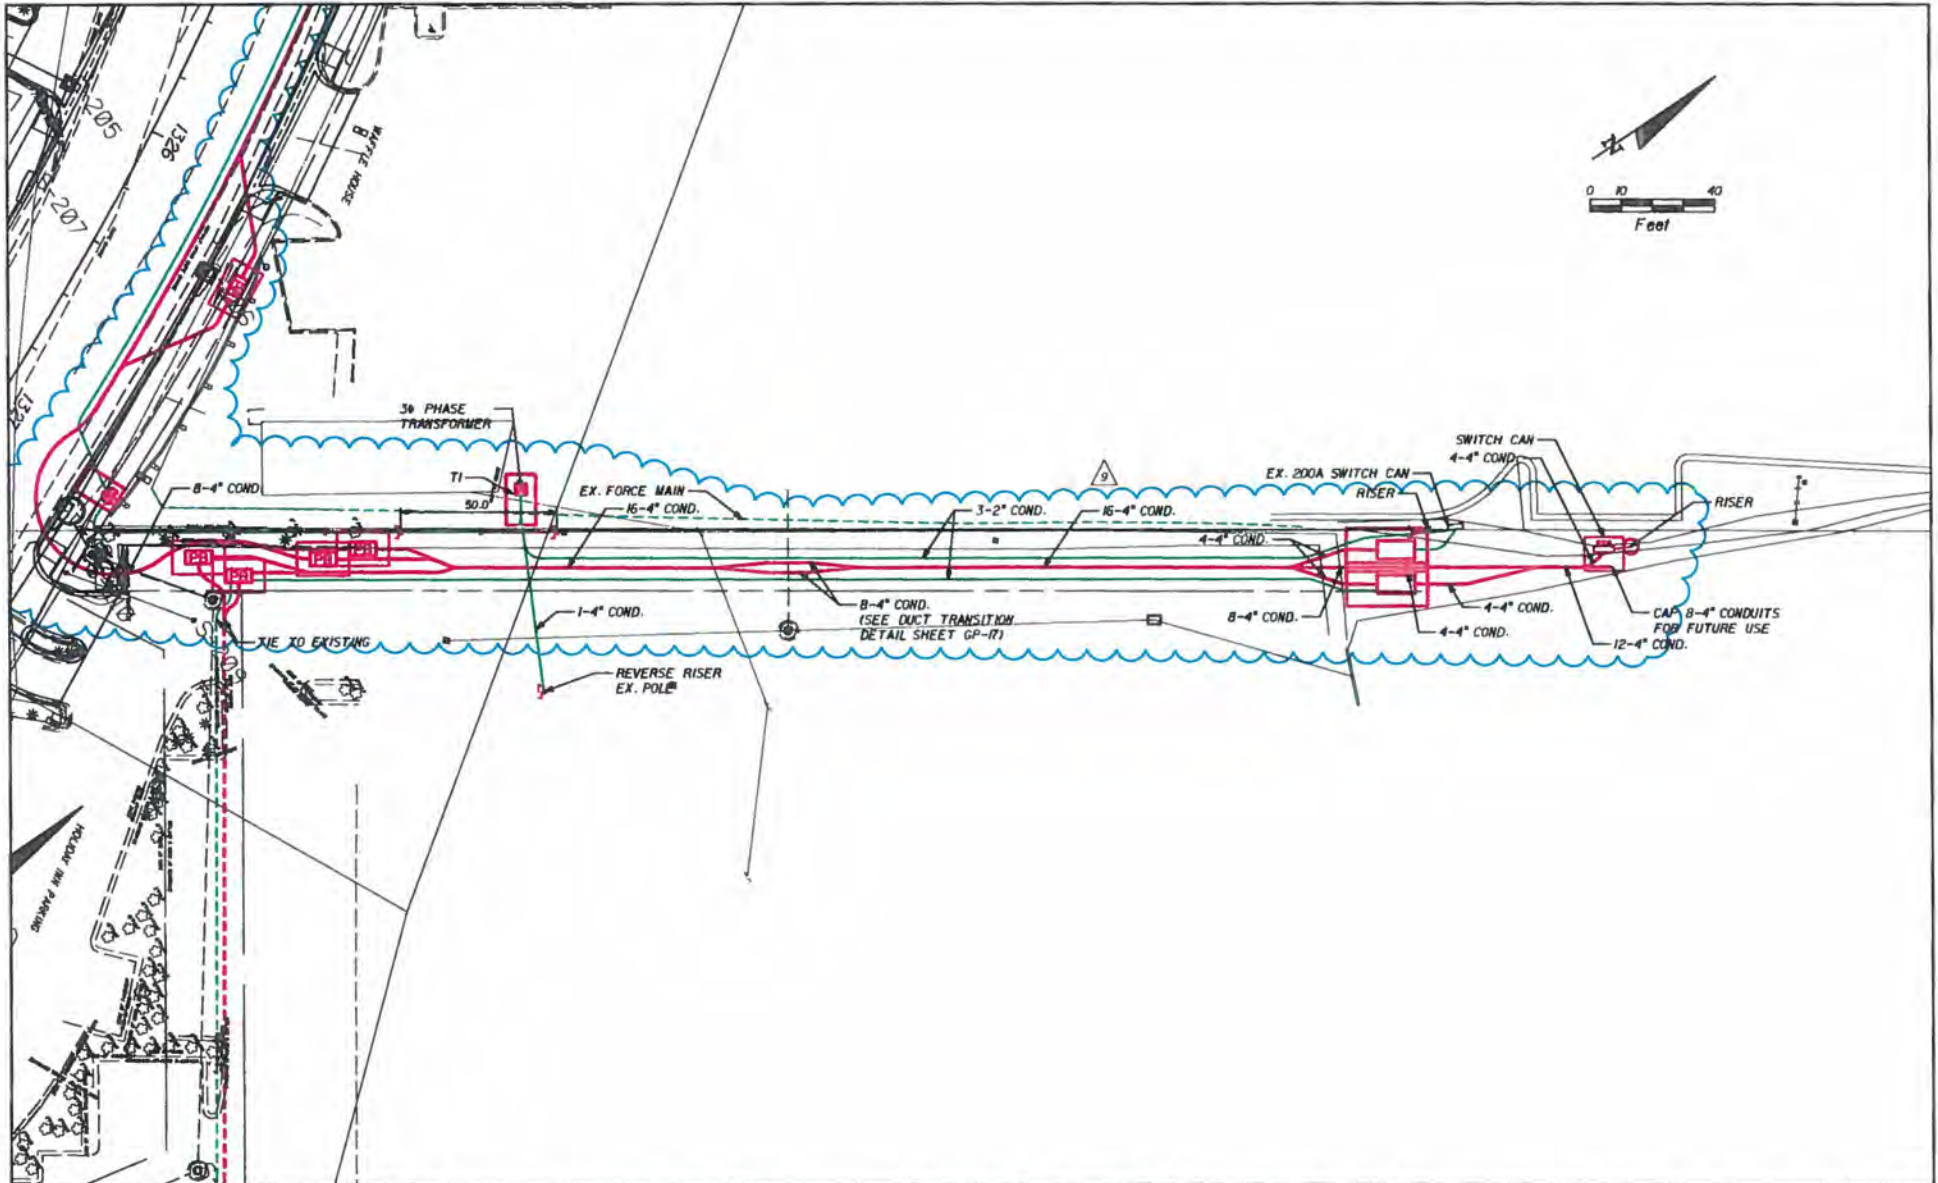 205
1326
207
WAFFLE HOUSE
0 10 40
Feet
3ϕ PHASE
TRANSFORMER
T1
50.0'
EX. FORCE MAIN
16-4" COND.
8-4" COND.
3-2" COND.
16-4" COND.
9
EX. 200A SWITCH CAN
RISER
SWITCH CAN
4-4" COND.
RISER
4-4" COND.
8-4" COND.
(SEE DUCT TRANSITION
DETAIL SHEET GP-17)
8-4" COND.
4-4" COND.
4-4" COND.
CAP 8-4" CONDUITS
FOR FUTURE USE
12-4" COND.
1-4" COND.
TIE TO EXISTING
REVERSE RISER
EX. POLE
HOLIDAY INN PARKING